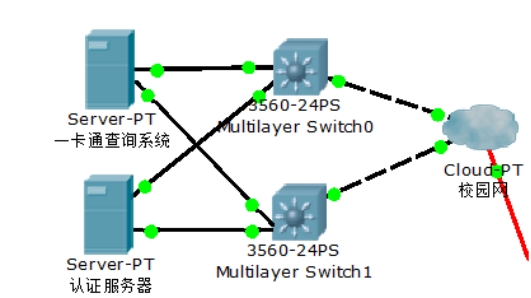 3560-24PS
Multilayer Switch0
Server-PT
一卡通查询系统
Cloud-PT
校园网
3560-24PS
Multilayer Switch1
Server-PT
认证服务器